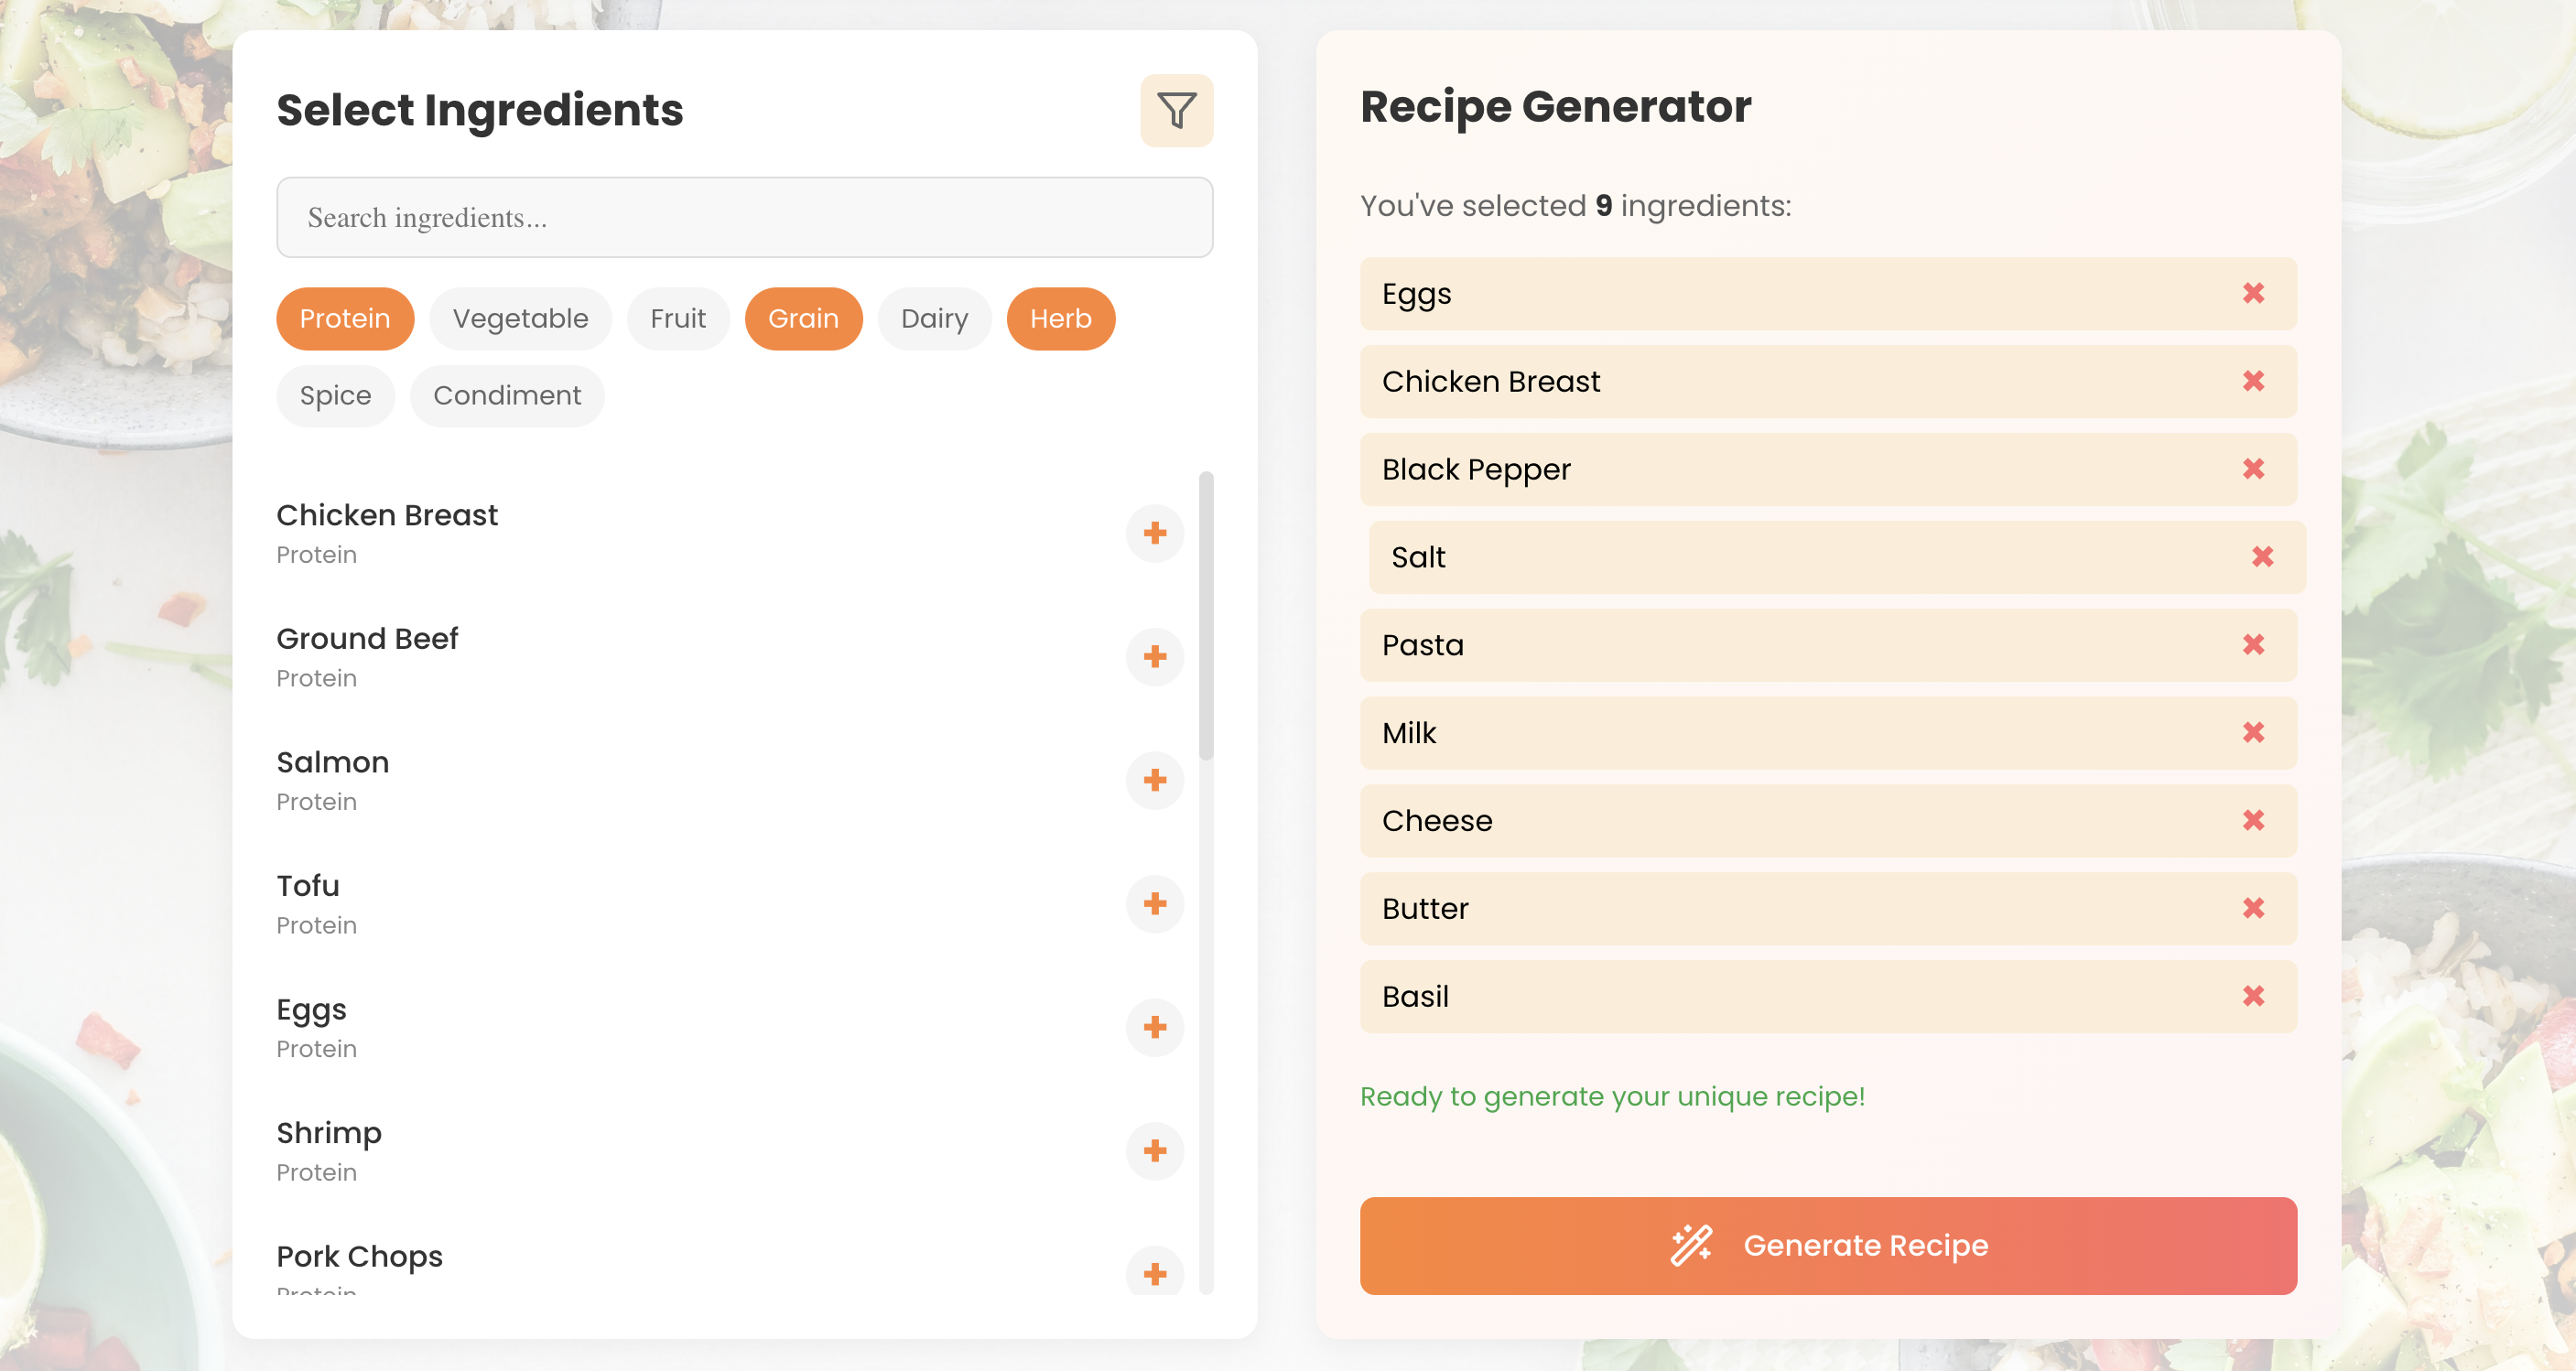 Select Ingredients
Search ingredients...
Protein Vegetable Fruit Grain Dairy Herb
Spice Condiment
Chicken Breast
Protein
Ground Beef
Protein
Salmon
Protein
Tofu
Protein
Eggs
Protein
Shrimp
Protein
Pork Chops
Protein
Recipe Generator
You've selected 9 ingredients:
Eggs
Chicken Breast
Black Pepper
Salt
Pasta
Milk
Cheese
Butter
Basil
Ready to generate your unique recipe!
Generate Recipe